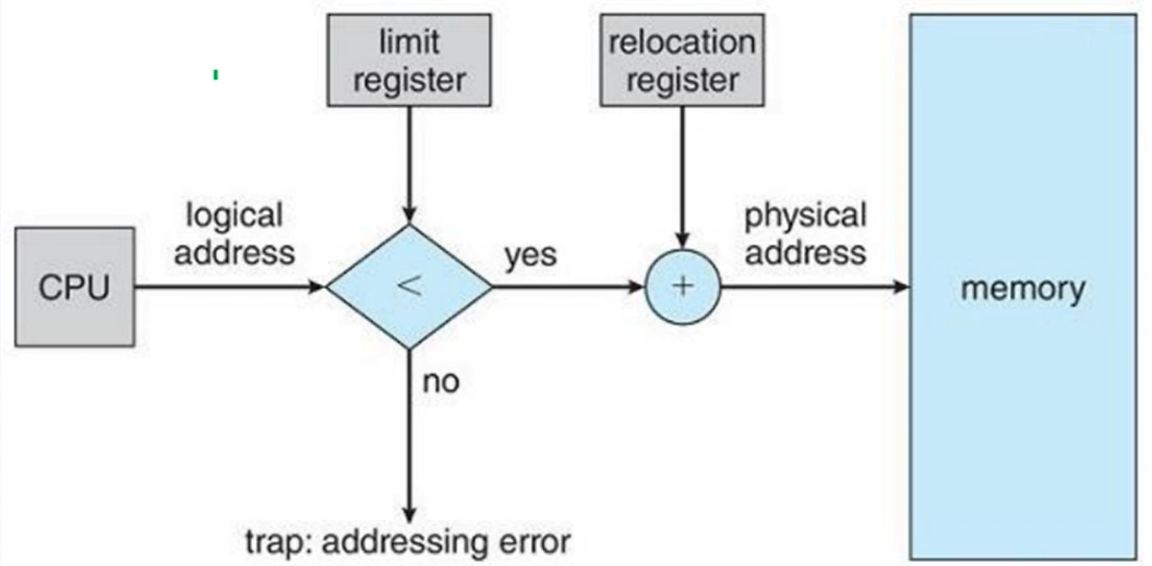 limit
register
relocation
register
logical
address
CPU
<
yes
+
physical
address
memory
no
trap: addressing error